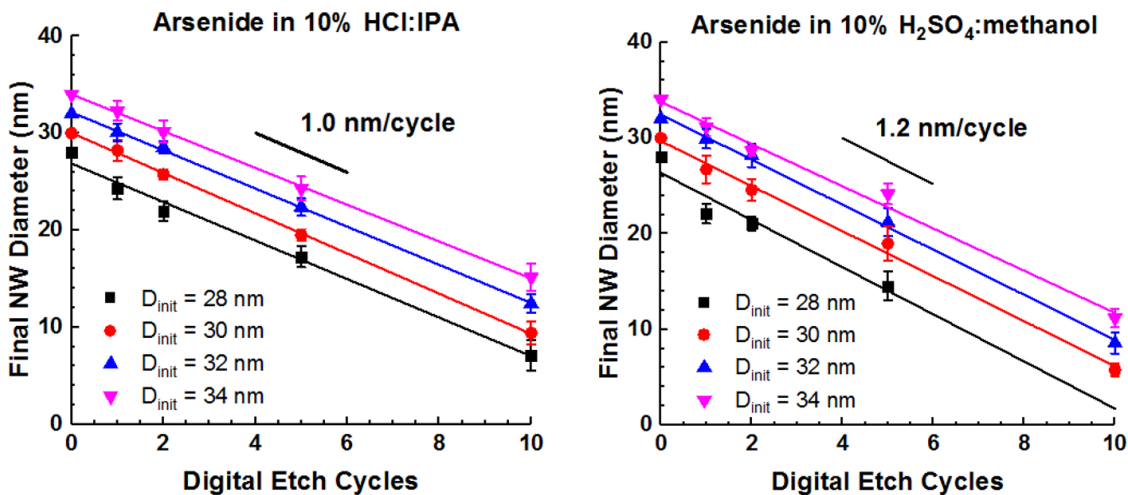 Arsenide in 10% HCl:IPA
40
30
20
10
0
Final NW Diameter (nm)
1.0 nm/cycle
D_init = 28 nm
D_init = 30 nm
D_init = 32 nm
D_init = 34 nm
0 2 4 6 8 10
Digital Etch Cycles
Arsenide in 10% H₂SO₄:methanol
40
30
20
10
0
Final NW Diameter (nm)
1.2 nm/cycle
D_init = 28 nm
D_init = 30 nm
D_init = 32 nm
D_init = 34 nm
0 2 4 6 8 10
Digital Etch Cycles